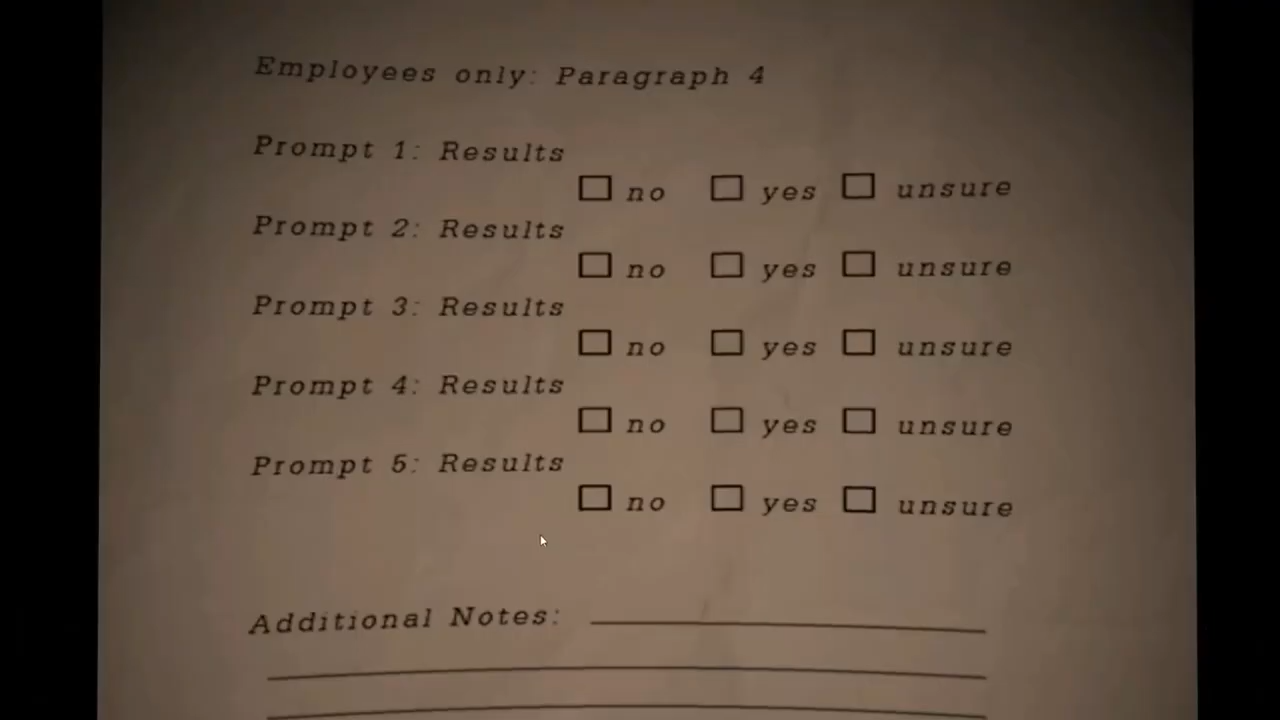 Employees only: Paragraph 4
Prompt 1: Results
no yes unsure
Prompt 2: Results
no yes unsure
Prompt 3: Results
no yes unsure
Prompt 4: Results
no yes unsure
Prompt 5: Results
no yes unsure
Additional Notes: